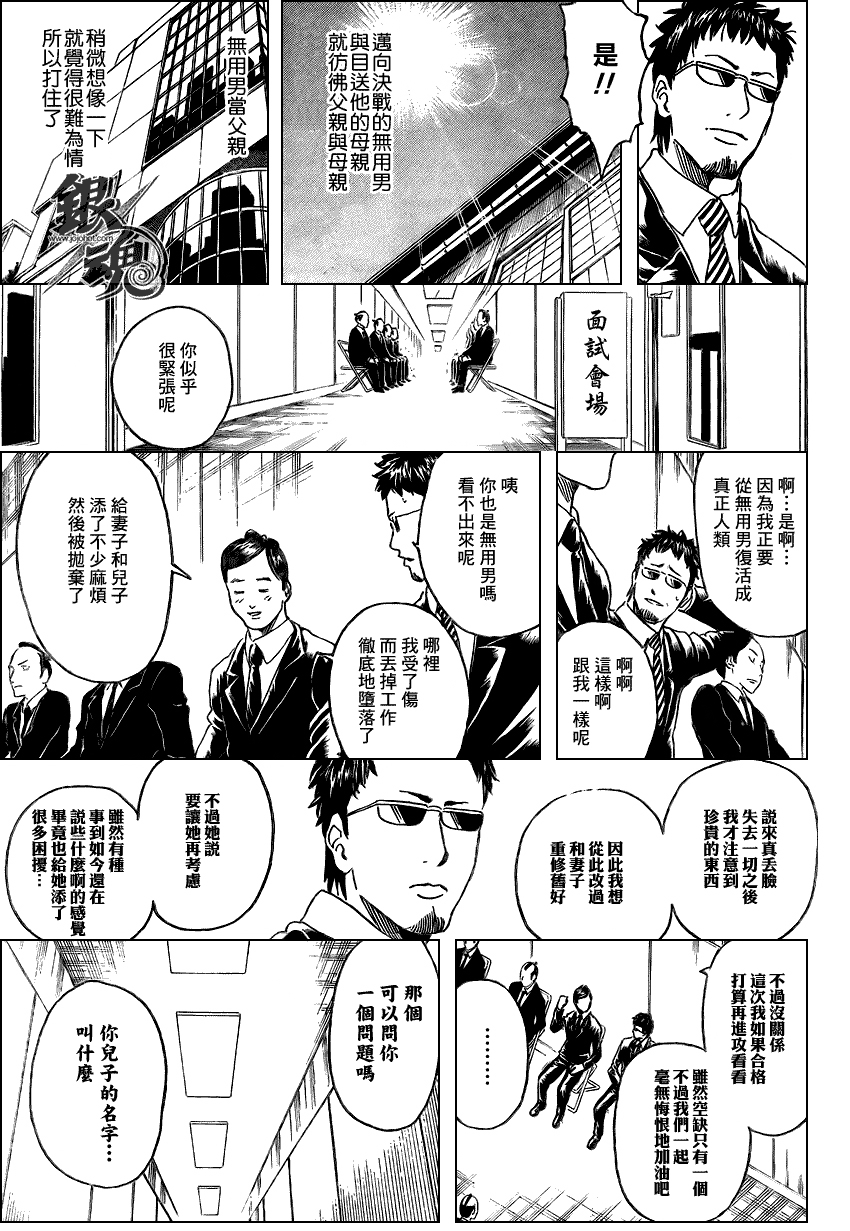 是!!
邁向決戰的無用男
與目送他的母親
就彷彿父親與母親
無用男當父親
稍微想像一下
就覺得很難為情
所以打住了
銀魂
www.jojohot.com
面試會場
你似乎
很緊張呢
啊…是啊…
因為我正要
從無用男復活成
真正人類
啊啊
這樣啊
跟我一樣呢
咦
你也是無用男嗎
看不出來呢
哪裡
我受了傷
而丟掉工作
徹底地墮落了
給妻子和兒子
添了不少麻煩
然後被拋棄了
說來真丟臉
失去一切之後
我才注意到
珍貴的東西
因此我想
從此改過
和妻子
重修舊好
不過她說
要讓她再考慮
雖然有種
事到如今還在
說些什麼啊的感覺
畢竟也給她添了
很多困擾…
不過沒關係
這次我如果合格
打算再進攻看看
雖然空缺只有一個
不過我們一起
毫無悔恨地加油吧
………
那個
可以問你
一個問題嗎
你兒子的名字…
叫什麼